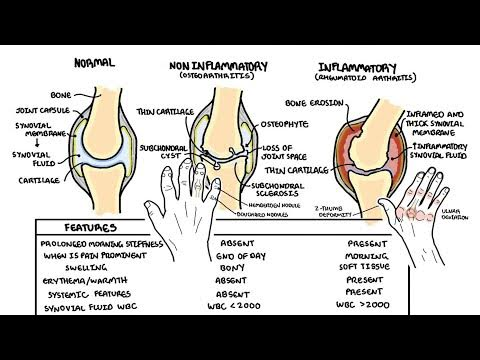 NORMAL
NON INFLAMMATORY
(OSTEOARTHRITIS)
INFLAMMATORY
(RHEUMATOID ARTHRITIS)
BONE
JOINT CAPSULE
SYNOVIAL
MEMBRANE
SYNOVIAL
FLUID
CARTILAGE
THIN CARTILAGE
SUBCHONDRAL
CYST
OSTEOPHYTE
LOSS OF
JOINT SPACE
SUBCHONDRAL
SCLEROSIS
HEBERDEN NODULE
BOUCHARD NODULES
BONE EROSION
THIN CARTILAGE
INFLAMED AND
THICK SYNOVIAL
MEMBRANE
↑INFLAMMATORY
SYNOVIAL FLUID
Z-THUMB
DEFORMITY
ULNAR
DEVIATION
FEATURES
PROLONGED MORNING STIFFNESS ABSENT PRESENT
WHEN IS PAIN PROMINENT END OF DAY MORNING
SWELLING BONY SOFT TISSUE
ERYTHEMA/WARMTH ABSENT PRESENT
SYSTEMIC FEATURES ABSENT PRESENT
SYNOVIAL FLUID WBC WBC <2000 WBC >2000